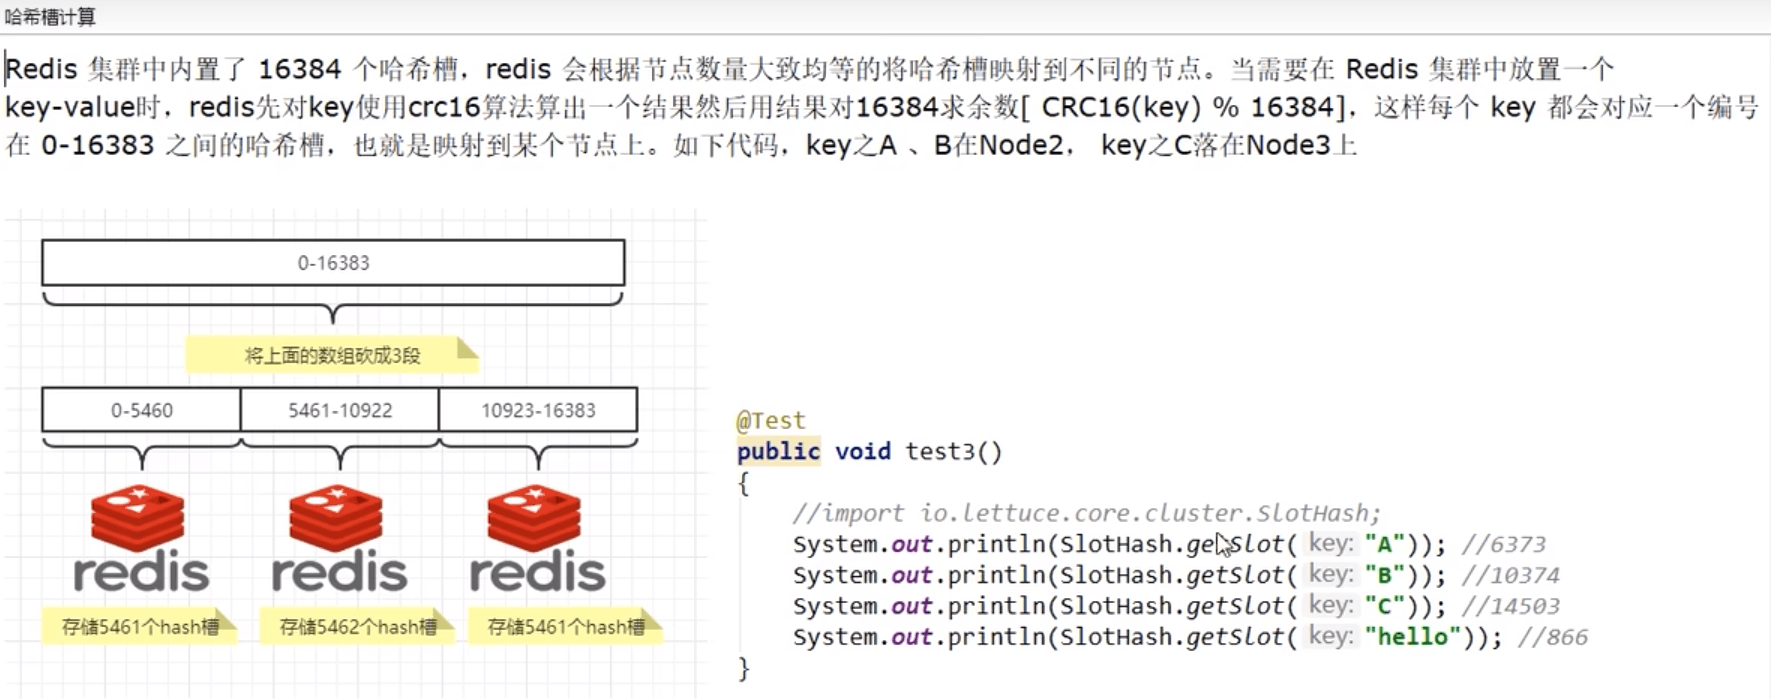 哈希槽计算
Redis 集群中内置了 16384 个哈希槽，redis 会根据节点数量大致均等的将哈希槽映射到不同的节点。当需要在 Redis 集群中放置一个
key-value时，redis先对key使用crc16算法算出一个结果然后用结果对16384求余数[ CRC16(key) % 16384]，这样每个 key 都会对应一个编号
在 0-16383 之间的哈希槽，也就是映射到某个节点上。如下代码，key之A 、B在Node2， key之C落在Node3上
0-16383
将上面的数组砍成3段
0-5460
5461-10922
10923-16383
redis
redis
redis
存储5461个hash槽
存储5462个hash槽
存储5461个hash槽
@Test
public void test3()
{
//import io.lettuce.core.cluster.SlotHash;
System.out.println(SlotHash.getSlot( key: "A")); //6373
System.out.println(SlotHash.getSlot( key: "B")); //10374
System.out.println(SlotHash.getSlot( key: "C")); //14503
System.out.println(SlotHash.getSlot( key: "hello")); //866
}